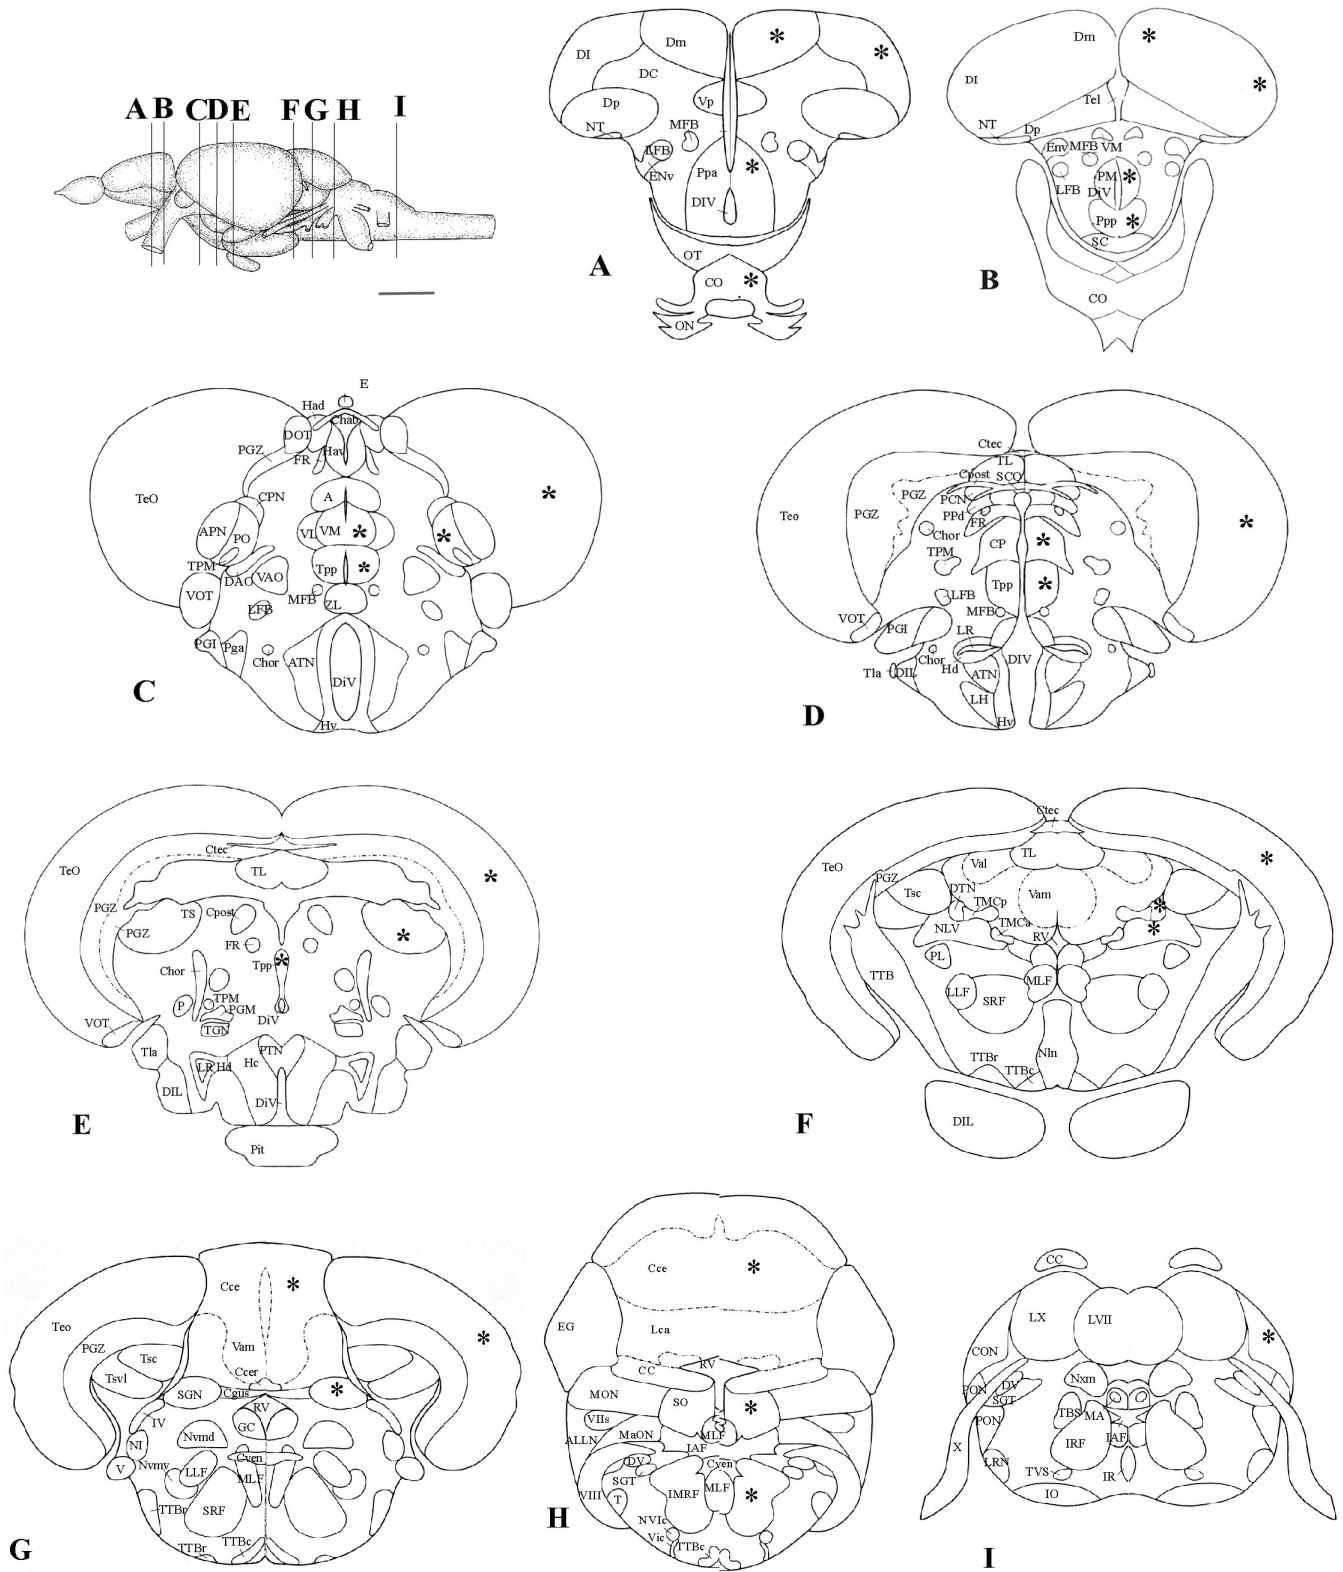 A B C D E F G H I
Dm
*
DI
*
DC
Dp
Vp
NT
MFB
LFB
Ppa
*
ENv
DIV
OT
A
CO
*
ON
Dm
*
DI
*
Tel
NT
Dp
Env MFB VM
PM
*
LFB
DiV
Ppp
*
SC
B
CO
E
Had
Chab
DOT
PGZ
FR
Hav
TeO
A
CPN
*
APN
PO
VL VM
*
*
TPM
Tpp
*
DAO
VAO
VOT
MFB
ZL
LFB
PGI
Pga
Chor
ATN
DiV
C
Hv
Ctec
TL
Cpost
SCO
PGZ
PCN
Teo
PGZ
PPd
FR
*
Chor
CP
*
TPM
Tpp
*
LFB
MFB
VOT
PGI
LR
Chor
DIV
Tla
DIL
Hd
ATN
LH
D
Hv
Ctec
TeO
TL
*
PGZ
TS
Cpost
PGZ
*
FR
Tpp
*
Chor
P
TPM
PGM
VOT
TGN
DiV
Tla
PTN
LR
Hd
Hc
DIL
DiV
E
Pit
Ctec
TeO
Val
TL
*
PGZ
Tsc
DTN
Vam
TMCp
*
NLV
TMCa
*
RV
PL
TTB
MLF
LLF
SRF
TTBr
Nln
TTBc
F
DIL
Cce
*
Teo
*
PGZ
Vam
Tsc
Ccer
Tsvl
SGN
Cgus
*
RV
IV
GC
Nvmd
NI
V
Nvmv
LLF
Cven
MLF
TTBr
SRF
TTBr
TTBc
G
Cce
*
EG
Lca
CC
RV
MON
SO
*
VIIs
ALLN
MaON
MLF
IAF
DV
Cven
SGT
VIII
T
IMRF
MLF
*
H
NVIc
Vic
TTBc
CC
LX
LVII
*
CON
Nxm
PON
DV
SGT
TBS
MA
PON
X
IRF
IAF
LRN
TVS
IR
IO
I